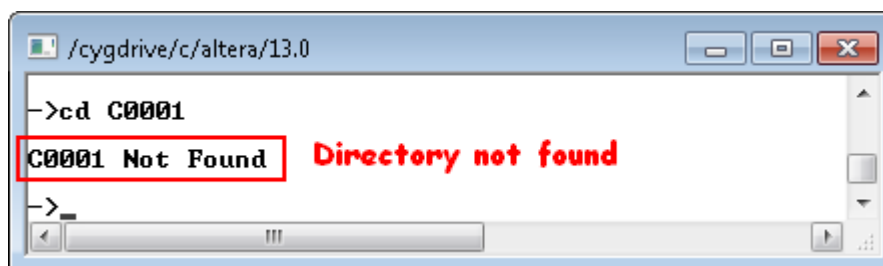 /cygdrive/c/altera/13.0
->cd C0001
C0001 Not Found Directory not found
->_